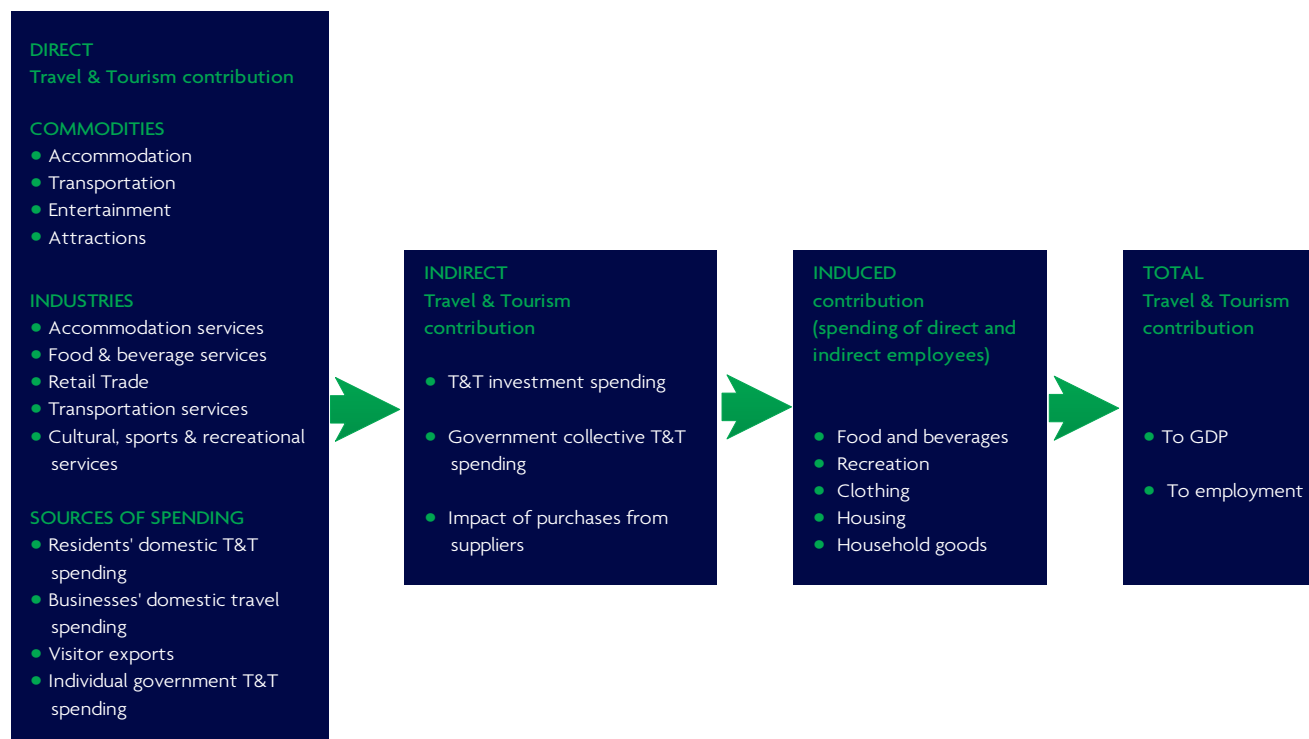 DIRECT
Travel & Tourism contribution
COMMODITIES
● Accommodation
● Transportation
● Entertainment
● Attractions
INDUSTRIES
● Accommodation services
● Food & beverage services
● Retail Trade
● Transportation services
● Cultural, sports & recreational
services
SOURCES OF SPENDING
● Residents' domestic T&T
spending
● Businesses' domestic travel
spending
● Visitor exports
● Individual government T&T
spending
INDIRECT
Travel & Tourism
contribution
● T&T investment spending
● Government collective T&T
spending
● Impact of purchases from
suppliers
INDUCED
contribution
(spending of direct and
indirect employees)
● Food and beverages
● Recreation
● Clothing
● Housing
● Household goods
TOTAL
Travel & Tourism
contribution
● To GDP
● To employment